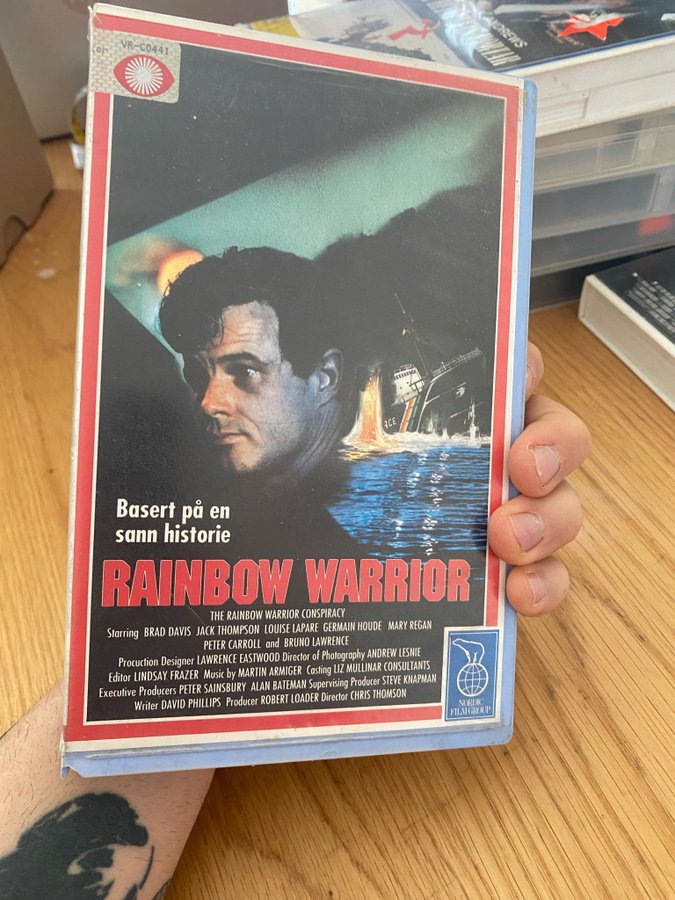 VR-C0441
Basert på en
sann historie
RAINBOW WARRIOR
THE RAINBOW WARRIOR CONSPIRACY
Starring BRAD DAVIS JACK THOMPSON LOUISE LAPARE GERMAIN HOUDE MARY REGAN
PETER CARROLL and BRUNO LAWRENCE
Procuction Designer LAWRENCE EASTWOOD Director of Photography ANDREW LESNIE
Editor LINDSAY FRAZER Music by MARTIN ARMIGER Casting LIZ MULLINAR CONSULTANTS
Executive Producers PETER SAINSBURY ALAN BATEMAN Supervising Producer STEVE KNAPMAN
Writer DAVID PHILLIPS Producer ROBERT LOADER Director CHRIS THOMSON
NORDIC
FILM GROUP